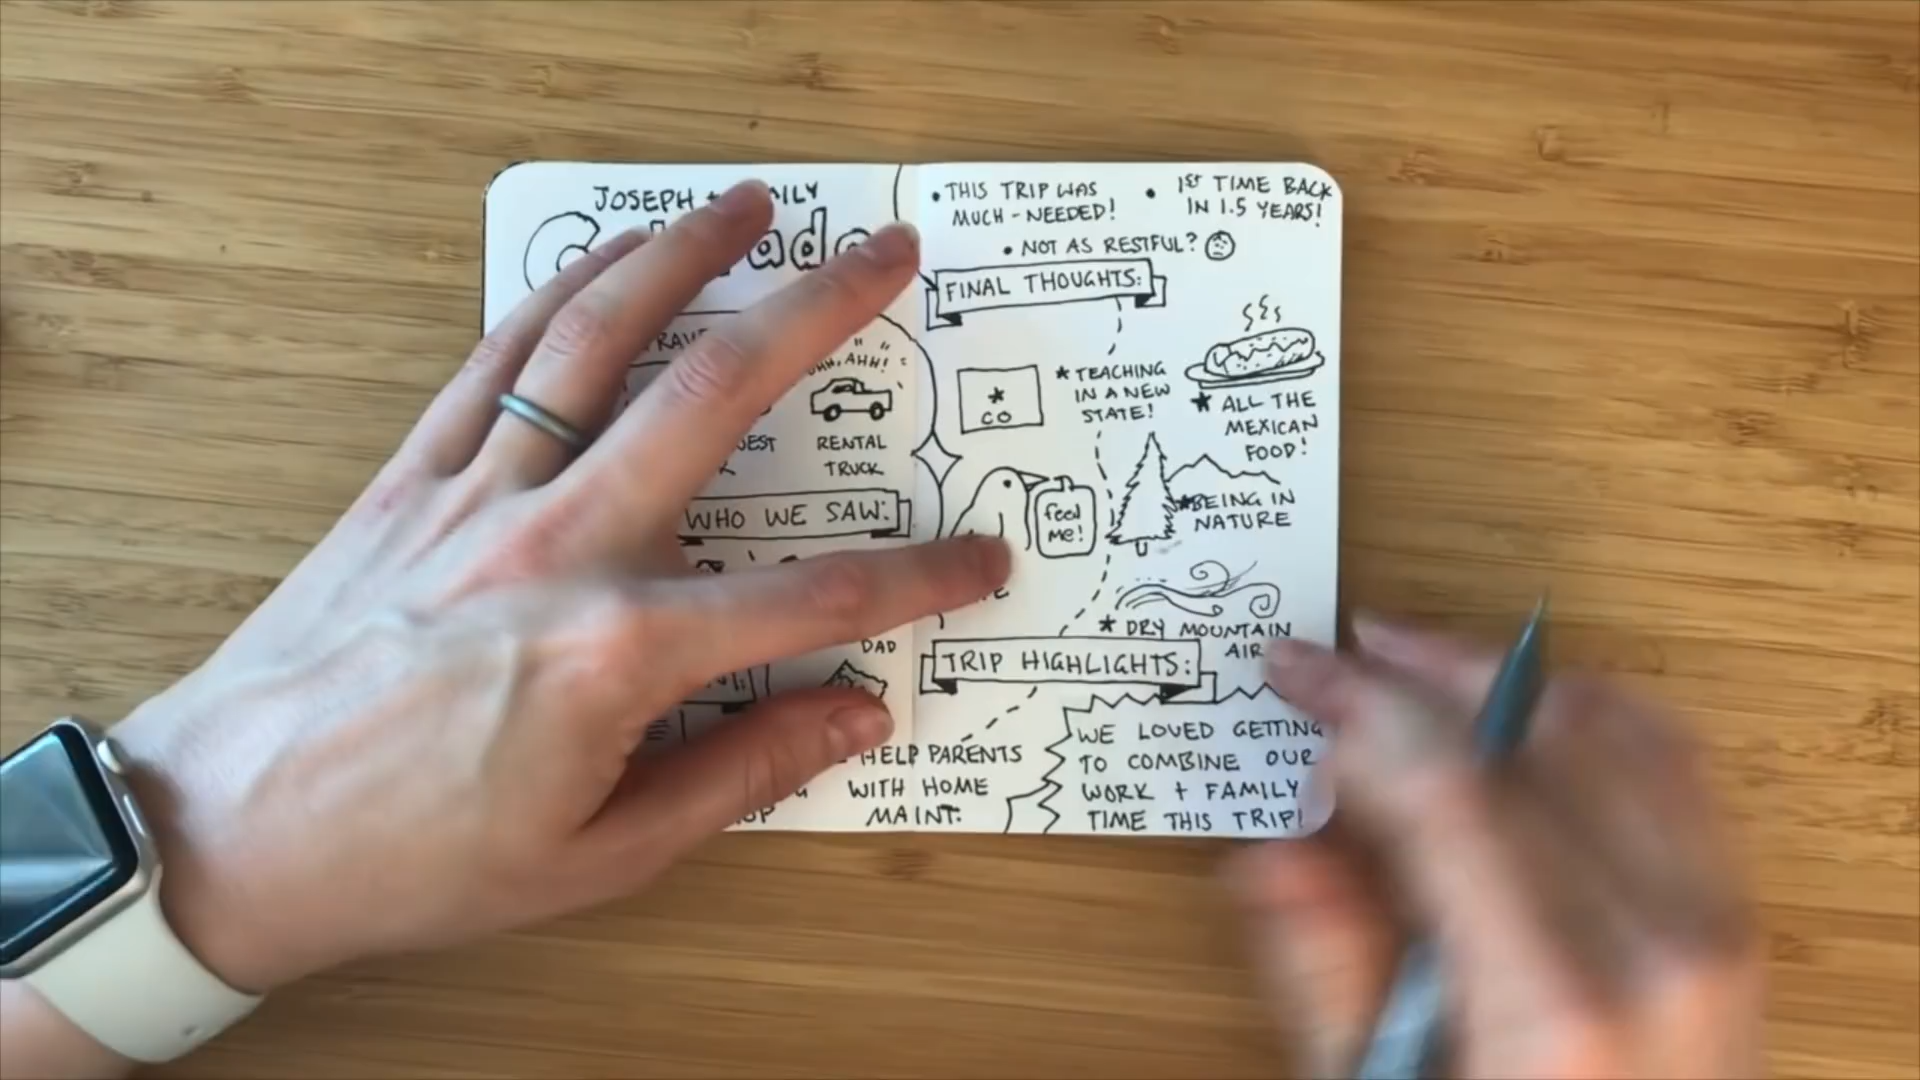 JOSEPH +
THIS TRIP WAS
MUCH-NEEDED!
1ST TIME BACK
IN 1.5 YEARS!
NOT AS RESTFUL?
FINAL THOUGHTS:
RENTAL
TRUCK
WHO WE SAW:
DAD
CO
* TEACHING
IN A NEW
STATE!
* ALL THE
MEXICAN
FOOD!
feed
me!
* BEING IN
NATURE
* DRY MOUNTAIN
AIR
TRIP HIGHLIGHTS:
HELP PARENTS
WITH HOME
MAINT.
WE LOVED GETTING
TO COMBINE OUR
WORK + FAMILY
TIME THIS TRIP!